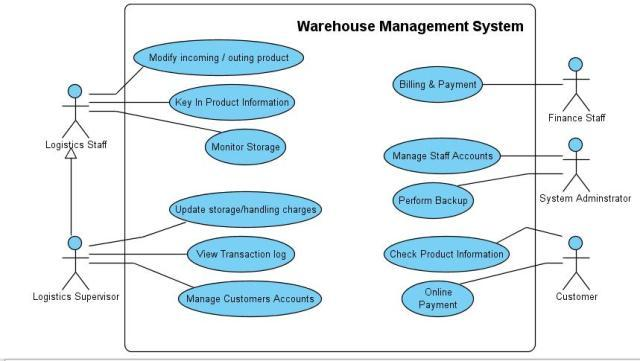 Warehouse Management System
Modify incoming / outing product
Key In Product Information
Monitor Storage
Logistics Staff
Update storage/handling charges
View Transaction log
Manage Customers Accounts
Logistics Supervisor
Billing & Payment
Finance Staff
Manage Staff Accounts
Perform Backup
System Adminstrator
Check Product Information
Online
Payment
Customer